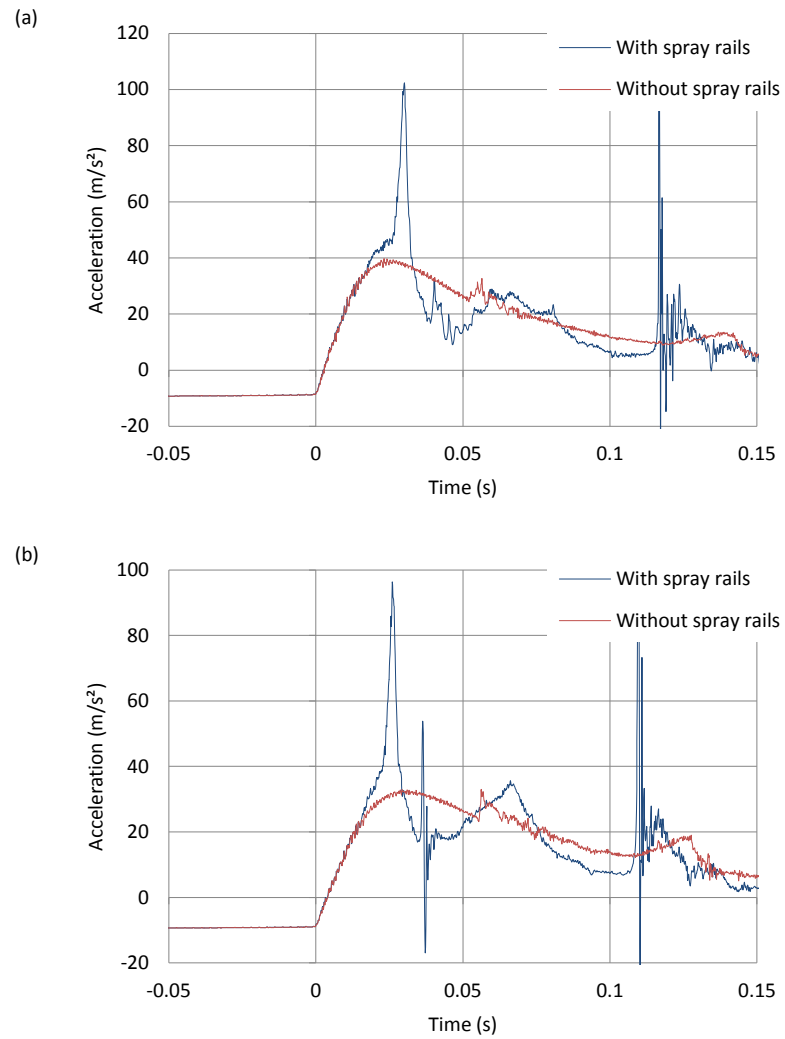 (a)
120
100
80
60
40
20
0
-20
Acceleration (m/s²)
With spray rails
Without spray rails
-0.05 0 0.05 0.1 0.15
Time (s)
(b)
100
80
60
40
20
0
-20
Acceleration (m/s²)
With spray rails
Without spray rails
-0.05 0 0.05 0.1 0.15
Time (s)